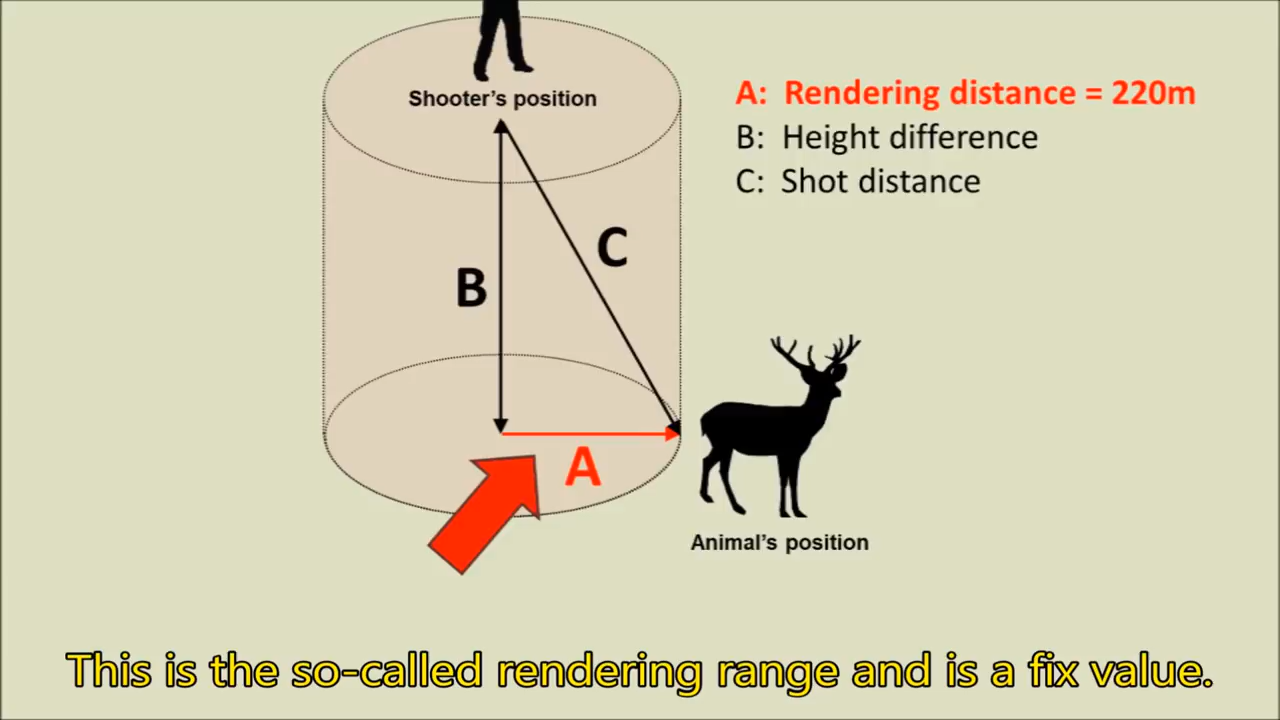 Shooter's position
A: Rendering distance = 220m
B: Height difference
C: Shot distance
B
C
A
Animal's position
This is the so-called rendering range and is a fix value.